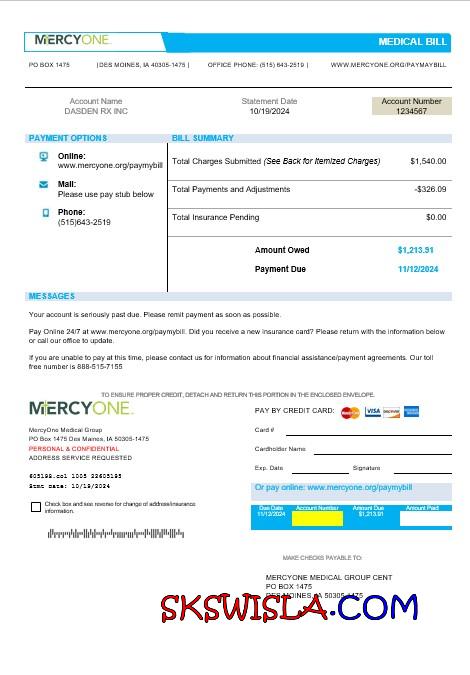 MERCYONE.
MEDICAL BILL
PO BOX 1475 |DES MOINES, IA 40305-1475 | OFFICE PHONE: (515) 643-2519 | WWW.MERCYONE.ORG/PAYMAYBILL
Account Name
DASDEN RX INC
Statement Date
10/19/2024
Account Number
1234567
PAYMENT OPTIONS
Online:
www.mercyone.org/paymybill
Mail:
Please use pay stub below
Phone:
(515)643-2519
BILL SUMMARY
Total Charges Submitted (See Back for Itemized Charges) $1,540.00
Total Payments and Adjustments -$326.09
Total Insurance Pending $0.00
Amount Owed $1,213.91
Payment Due 11/12/2024
MESSAGES
Your account is seriously past due. Please remit payment as soon as possible.
Pay Online 24/7 at www.mercyone.org/paymybill. Did you receive a new insurance card? Please return with the information below
or call our office to update.
If you are unable to pay at this time, please contact us for information about financial assistance/payment agreements. Our toll
free number is 888-515-7155
TO ENSURE PROPER CREDIT, DETACH AND RETURN THIS PORTION IN THE ENCLOSED ENVELOPE.
MERCYONE.
MercyOne Medical Group
PO Box 1475 Des Maines, IA 50305-1475
PERSONAL & CONFIDENTIAL
ADDRESS SERVICE REQUESTED
Stmt date: 10/19/2024
Check box and see reverse for change of address/insurance
information.
PAY BY CREDIT CARD:
VISA
Card #
Cardholder Name
Exp. Date Signature
Or pay online: www.mercyone.org/paymybill
Due Date Account Number Amount Due Amount Paid
11/12/2024 $1,213.91
MAKE CHECKS PAYABLE TO:
MERCYONE MEDICAL GROUP CENT
PO BOX 1475
DES MOINES, IA 50305-1475
SKSWISLA.COM